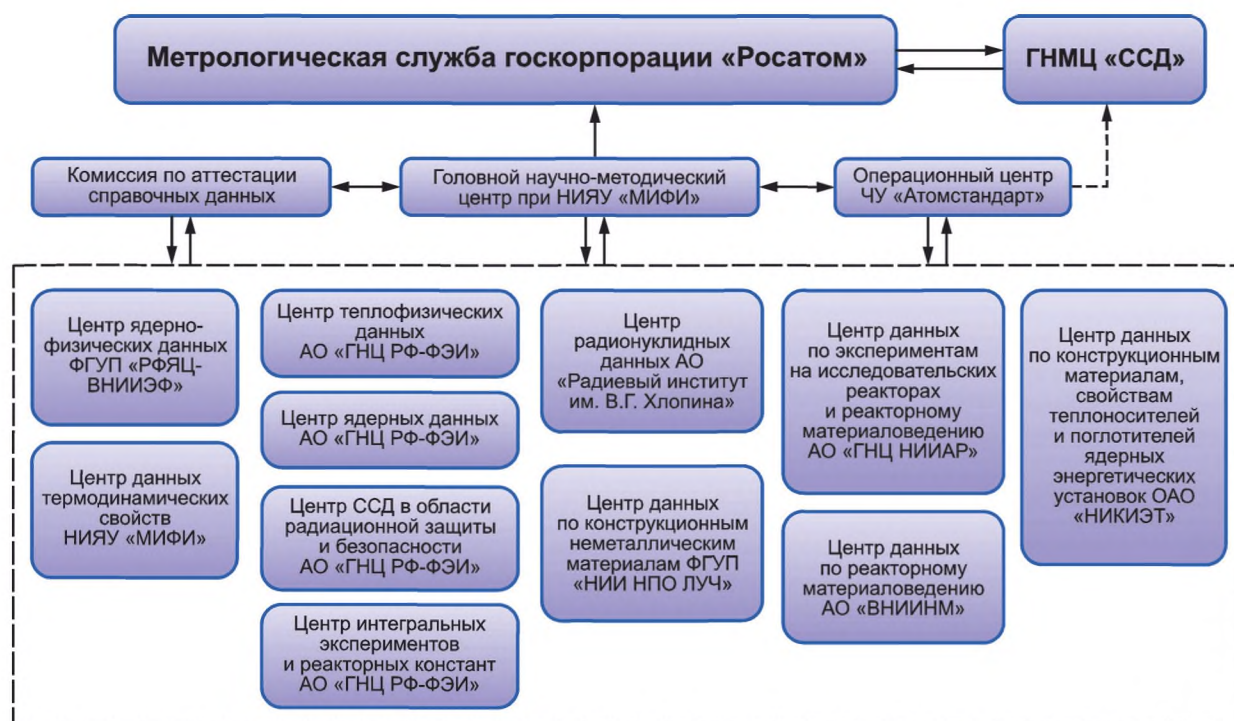 Метрологическая служба госкорпорации «Росатом»
ГНМЦ «ССД»
Комиссия по аттестации
справочных данных
Головной научно-методический
центр при НИЯУ «МИФИ»
Операционный центр
ЧУ «Атомстандарт»
Центр ядерно-
физических данных
ФГУП «РФЯЦ-
ВНИИЭФ»
Центр данных
термодинамических
свойств
НИЯУ «МИФИ»
Центр теплофизических
данных
АО «ГНЦ РФ-ФЭИ»
Центр ядерных данных
АО «ГНЦ РФ-ФЭИ»
Центр ССД в области
радиационной защиты
и безопасности
АО «ГНЦ РФ-ФЭИ»
Центр интегральных
экспериментов
и реакторных констант
АО «ГНЦ РФ-ФЭИ»
Центр
радионуклидных
данных АО
«Радиевый институт
им. В.Г. Хлопина»
Центр данных
по конструкционным
неметаллическим
материалам ФГУП
«НИИ НПО ЛУЧ»
Центр данных
по экспериментам
на исследовательских
реакторах
и реакторному
материаловедению
АО «ГНЦ НИИАР»
Центр данных
по реакторному
материаловедению
АО «ВНИИНМ»
Центр данных
по конструкционным
материалам,
свойствам
теплоносителей
и поглотителей
ядерных
энергетических
установок ОАО
«НИКИЭТ»